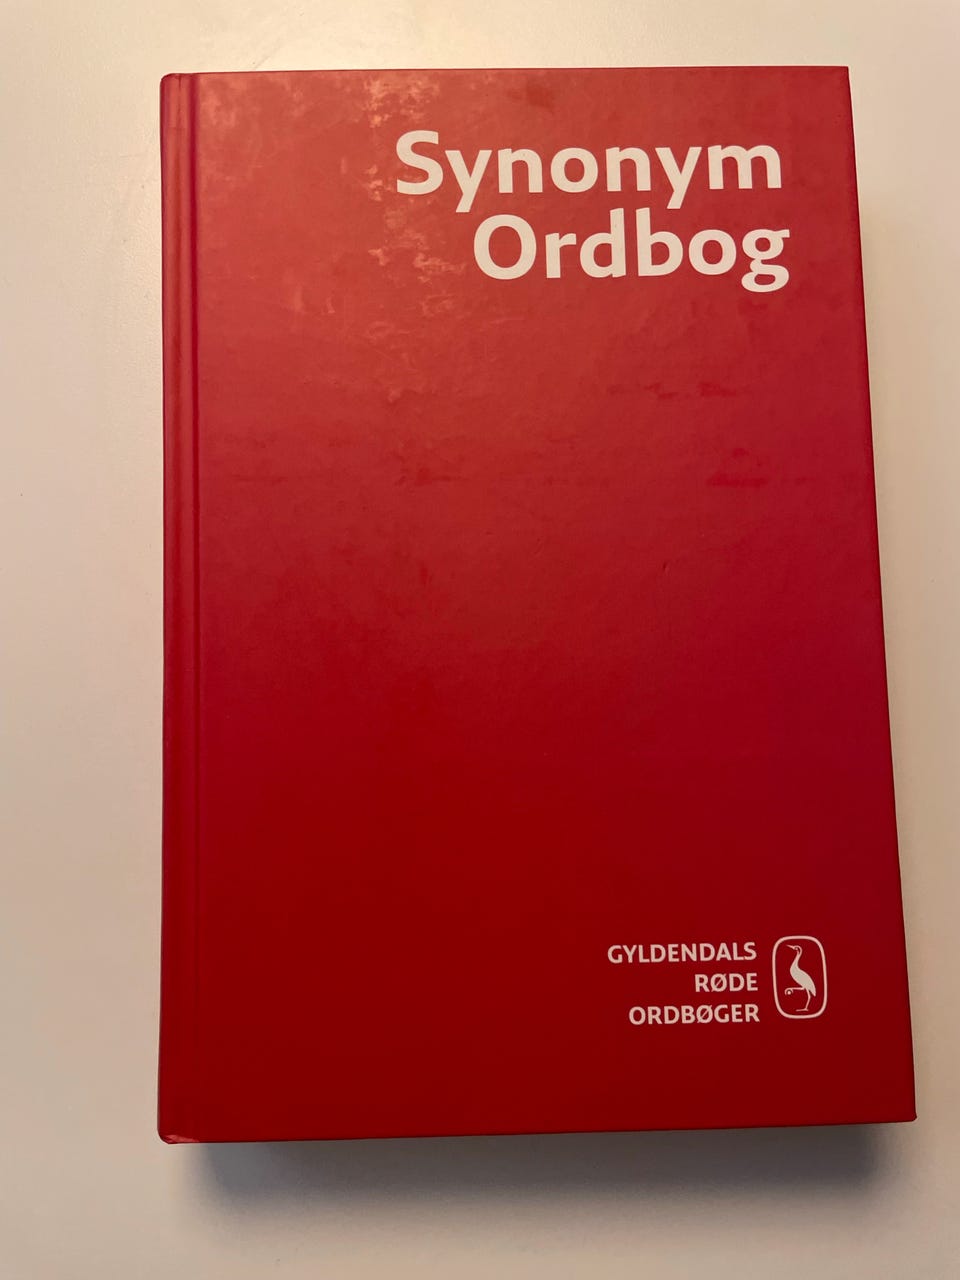 Synonym
Ordbog
GYLDENDALS
RØDE
ORDBØGER